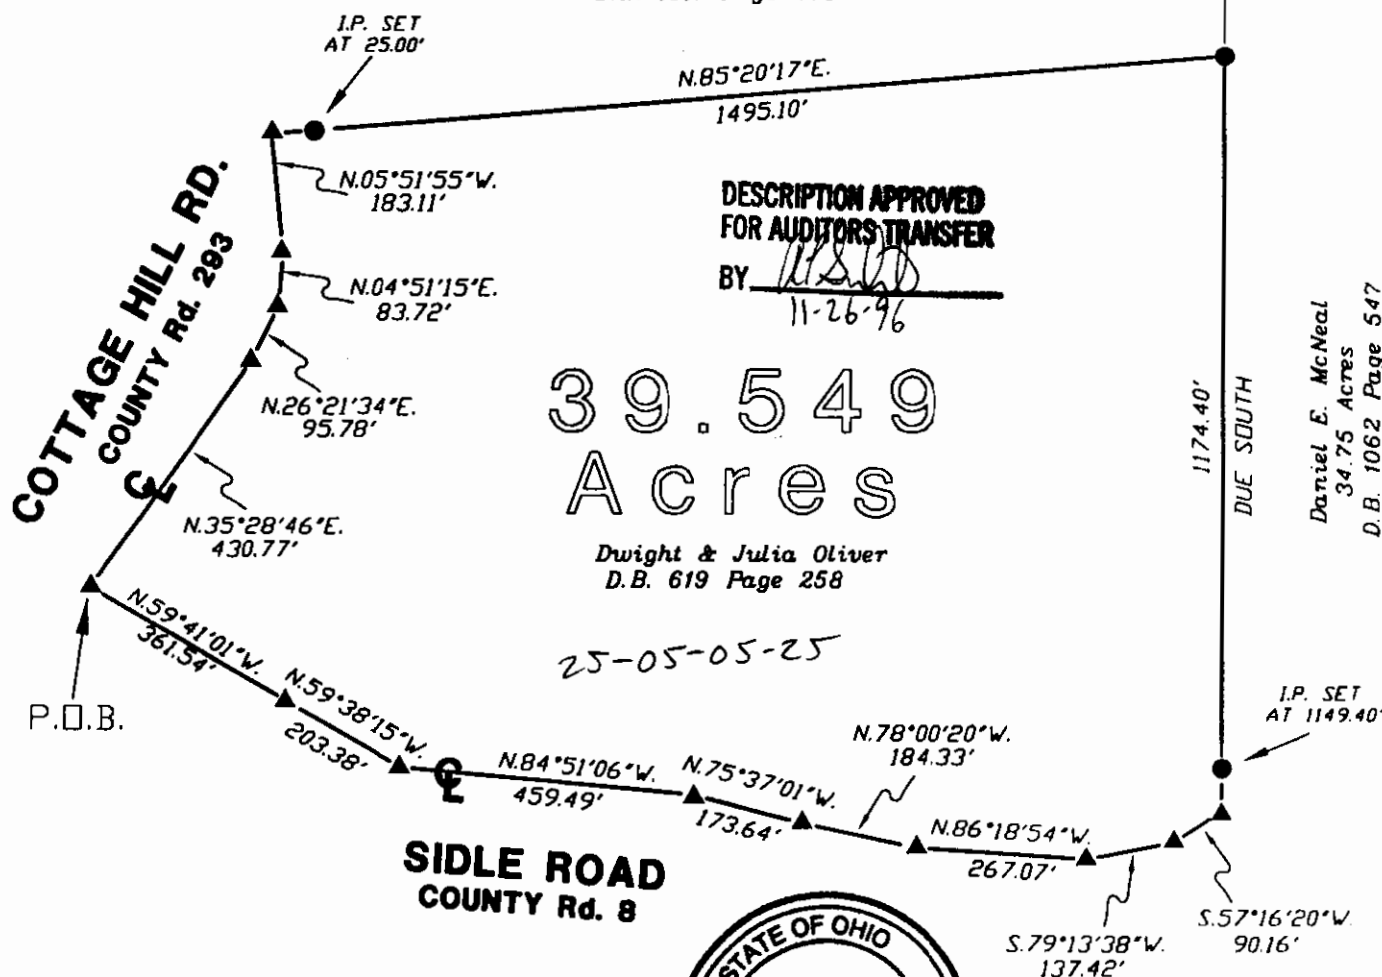 I.P. SET
AT 25.00'
N.85°20'17"E.
1495.10'
N.05°51'55"W.
183.11'
N.04°51'15"E.
83.72'
N.26°21'34"E.
95.78'
N.35°28'46"E.
430.77'
COTTAGE HILL RD.
COUNTY Rd. 293
DESCRIPTION APPROVED
FOR AUDITORS TRANSFER
BY
11-26-96
39.549
Acres
Dwight & Julia Oliver
D.B. 619 Page 258
25-05-05-25
1174.40'
DUE SOUTH
Daniel E. McNeal
34.75 Acres
D.B. 1062 Page 547
P.O.B.
N.59°41'01"W.
361.54'
N.59°38'15"W.
203.38'
N.84°51'06"W.
459.49'
N.75°37'01"W.
173.64'
N.78°00'20"W.
184.33'
N.86°18'54"W.
267.07'
I.P. SET
AT 1149.40'
S.79°13'38"W.
137.42'
S.57°16'20"W.
90.16'
SIDLE ROAD
COUNTY Rd. 8
STATE OF OHIO